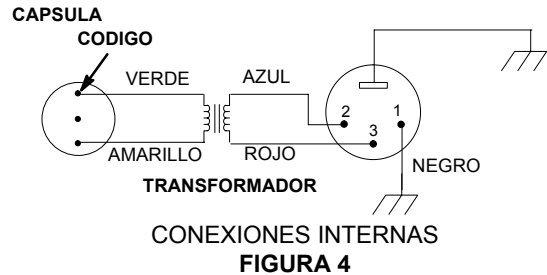 CAPSULA
CODIGO
VERDE
AZUL
2
1
3
AMARILLO
ROJO
NEGRO
TRANSFORMADOR
CONEXIONES INTERNAS
FIGURA 4